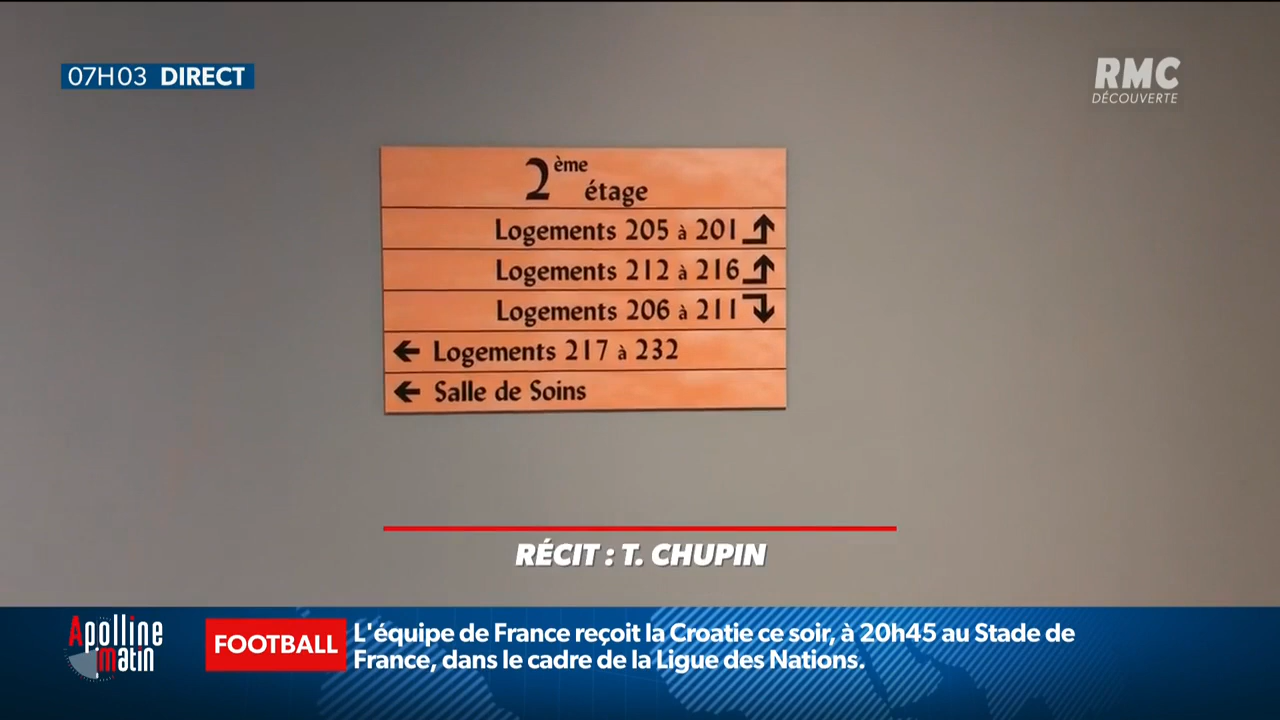 07H03 DIRECT
RMC
DÉCOUVERTE
2ème
étage
Logements 205 à 201
Logements 212 à 216
Logements 206 à 211
Logements 217 à 232
Salle de Soins
RÉCIT : T. CHUPIN
Apolline
Matin
FOOTBALL
L'équipe de France reçoit la Croatie ce soir, à 20h45 au Stade de
France, dans le cadre de la Ligue des Nations.